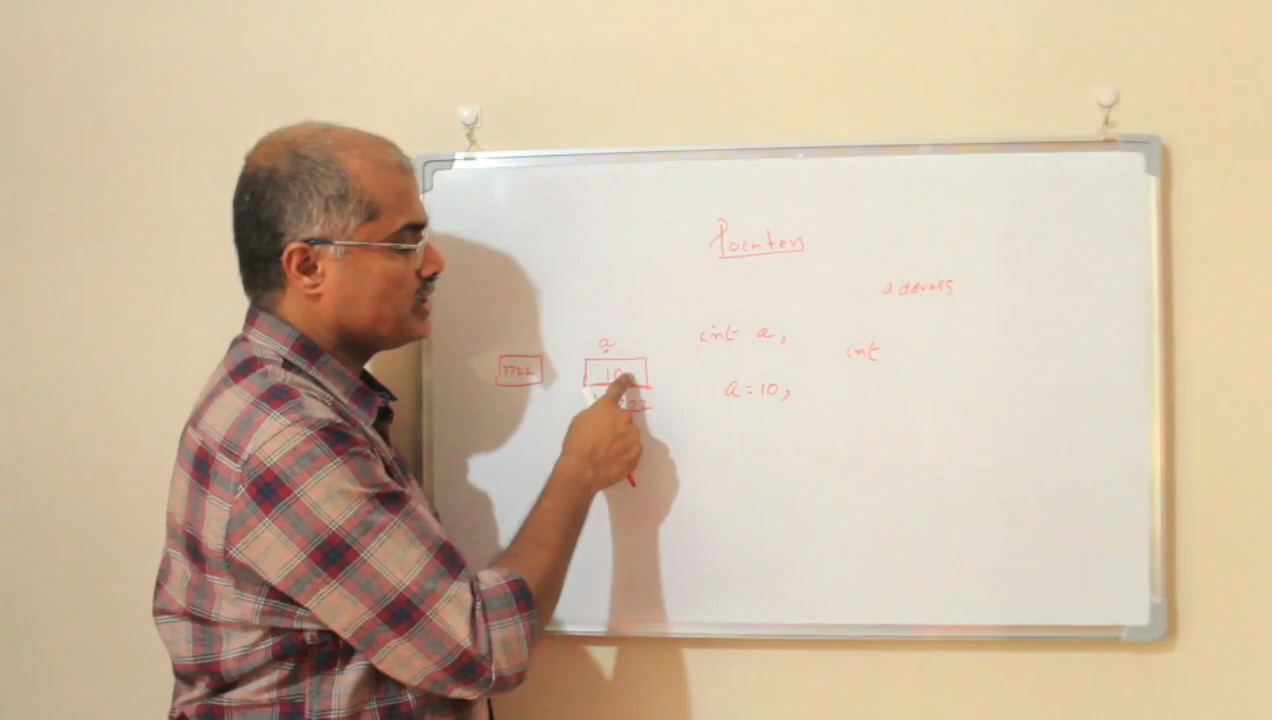 Pointers
address
a
int a;
int
1722
10
a = 10;